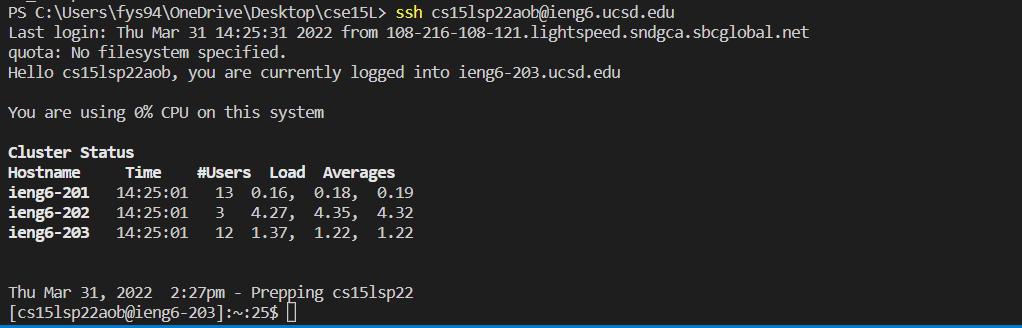 PS C:\Users\fys94\OneDrive\Desktop\cse15L> ssh cs15lsp22aob@ieng6.ucsd.edu
Last login: Thu Mar 31 14:25:31 2022 from 108-216-108-121.lightspeed.sndgca.sbcglobal.net
quota: No filesystem specified.
Hello cs15lsp22aob, you are currently logged into ieng6-203.ucsd.edu
You are using 0% CPU on this system
Cluster Status
Hostname     Time    #Users  Load  Averages
ieng6-201   14:25:01   13  0.16,  0.18,  0.19
ieng6-202   14:25:01   3   4.27,  4.35,  4.32
ieng6-203   14:25:01   12  1.37,  1.22,  1.22
Thu Mar 31, 2022  2:27pm - Prepping cs15lsp22
[cs15lsp22aob@ieng6-203]:~:25$